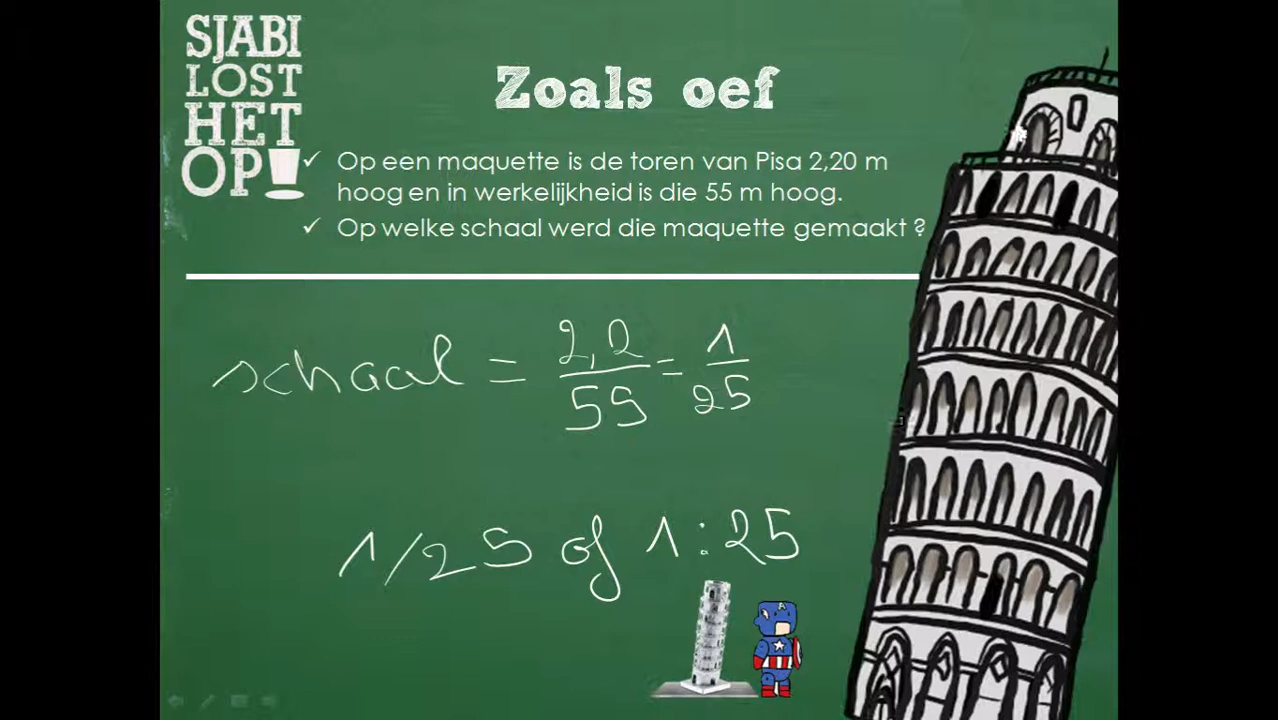 SJABI
LOST
HET
OP
Zoals oef
✓ Op een maquette is de toren van Pisa 2,20 m
hoog en in werkelijkheid is die 55 m hoog.
✓ Op welke schaal werd die maquette gemaakt ?
schaal = 2,2/55 = 1/25
1/25 of 1:25
A